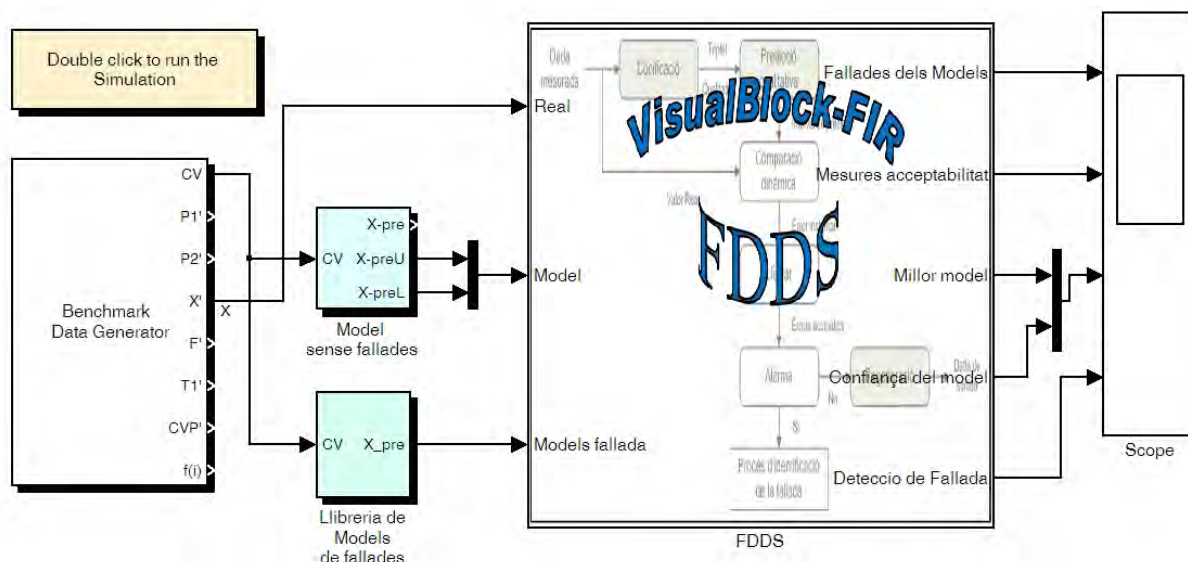 Double click to run the
Simulation
Benchmark
Data Generator
CV
P1'
P2'
X'
F'
T1'
CVP'
f(i)
X
CV
X-pre
X-preU
X-preL
Model
sense fallades
CV
X_pre
Llibreria de
Models
de fallades
Real
Model
Models fallada
Dada
mesurada
Codificació
Triplet
Predicció
VisualBlock-FIR
Comparació
dinàmica
Valor Real
FDDS
Alarma
No
Si
Procés d'identificació
de la fallada
Fallades dels Models
Mesures acceptabilitat
Millor model
Confiança del model
Deteccio de Fallada
FDDS
Scope